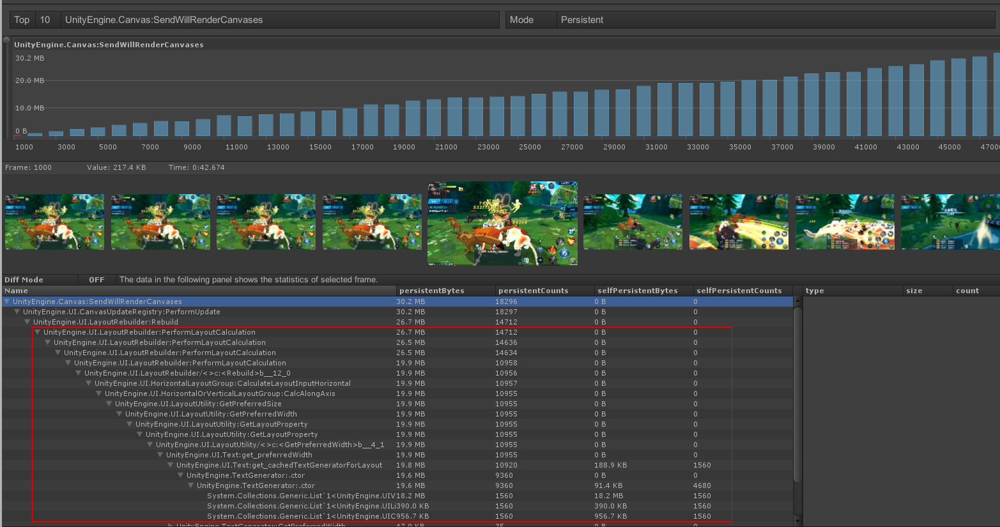 Top 10 UnityEngine.Canvas:SendWillRenderCanvases Mode Persistent
UnityEngine.Canvas:SendWillRenderCanvases
30.2 MB
20.0 MB
10.0 MB
0 B
1000 3000 5000 7000 9000 11000 13000 15000 17000 19000 21000 23000 25000 27000 29000 31000 33000 35000 37000 39000 41000 43000 45000 47000
Frame: 1000 Value: 217.4 KB Time: 0:42.674
Diff Mode OFF The data in the following panel shows the statistics of selected frame.
Name persistentBytes persistentCounts selfPersistentBytes selfPersistentCounts type size count
UnityEngine.Canvas:SendWillRenderCanvases 30.2 MB 18296 0 B 0
UnityEngine.UI.CanvasUpdateRegistry:PerformUpdate 30.2 MB 18297 0 B 0
UnityEngine.UI.LayoutRebuilder:Rebuild 26.7 MB 14712 0 B 0
UnityEngine.UI.LayoutRebuilder:PerformLayoutCalculation 26.7 MB 14712 0 B 0
UnityEngine.UI.LayoutRebuilder:PerformLayoutCalculation 26.5 MB 14636 0 B 0
UnityEngine.UI.LayoutRebuilder:PerformLayoutCalculation 26.5 MB 14634 0 B 0
UnityEngine.UI.LayoutRebuilder:PerformLayoutCalculation 19.9 MB 10958 0 B 0
UnityEngine.UI.LayoutRebuilder/<>c:<Rebuild>b__12_0 19.9 MB 10956 0 B 0
UnityEngine.UI.HorizontalLayoutGroup:CalculateLayoutInputHorizontal 19.9 MB 10957 0 B 0
UnityEngine.UI.HorizontalOrVerticalLayoutGroup:CalcAlongAxis 19.9 MB 10955 0 B 0
UnityEngine.UI.LayoutUtility:GetPreferredSize 19.9 MB 10955 0 B 0
UnityEngine.UI.LayoutUtility:GetPreferredWidth 19.9 MB 10955 0 B 0
UnityEngine.UI.LayoutUtility:GetLayoutProperty 19.9 MB 10955 0 B 0
UnityEngine.UI.LayoutUtility:GetLayoutProperty 19.9 MB 10955 0 B 0
UnityEngine.UI.LayoutUtility/<>c:<GetPreferredWidth>b__4_1 19.9 MB 10955 0 B 0
UnityEngine.UI.Text:get_preferredWidth 19.9 MB 10955 0 B 0
UnityEngine.UI.Text:get_cachedTextGeneratorForLayout 19.8 MB 10920 188.9 KB 1560
UnityEngine.TextGenerator:.ctor 19.6 MB 9360 0 B 0
UnityEngine.TextGenerator:.ctor 19.6 MB 9360 91.4 KB 4680
System.Collections.Generic.List`1<UnityEngine.UIV 18.2 MB 1560 18.2 MB 1560
System.Collections.Generic.List`1<UnityEngine.UILi 390.0 KB 1560 390.0 KB 1560
System.Collections.Generic.List`1<UnityEngine.UIC 956.7 KB 1560 956.7 KB 1560
UnityEngine.TextGenerator:GetPreferredWidth 47.9 KB 35 0 B 0